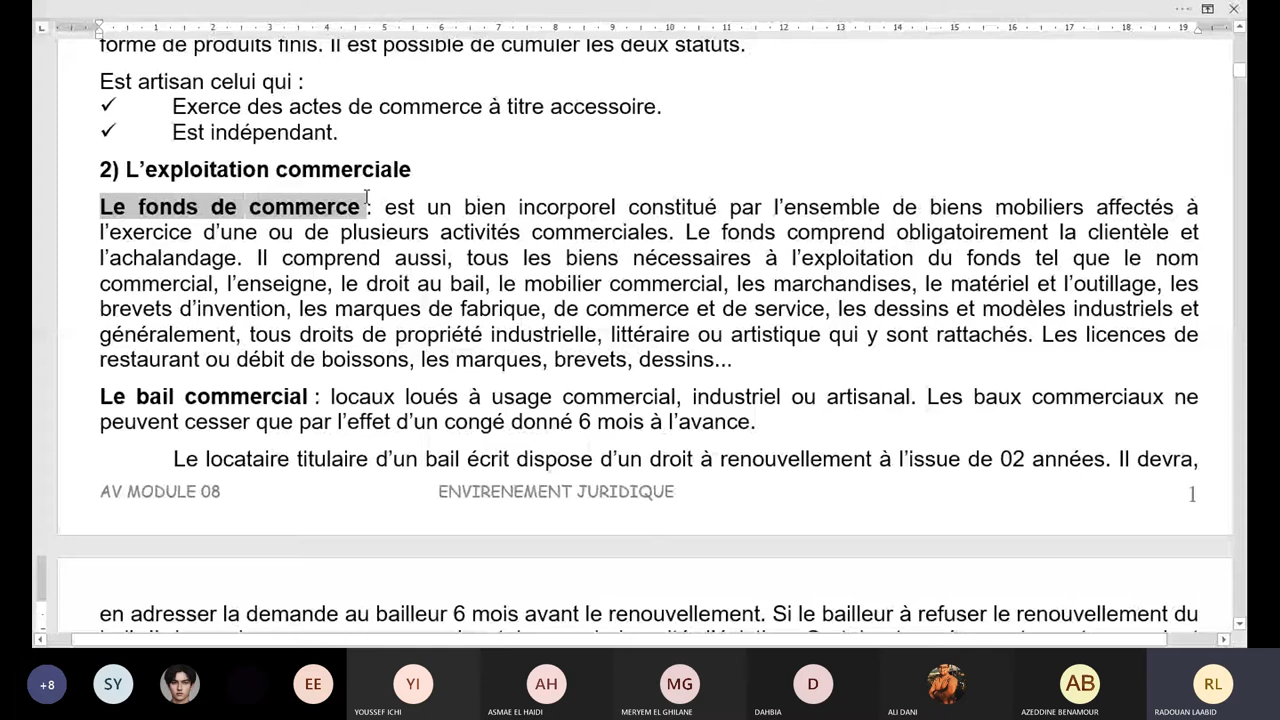 forme de produits finis. Il est possible de cumuler les deux statuts.
Est artisan celui qui :
✓ Exerce des actes de commerce à titre accessoire.
✓ Est indépendant.
2) L’exploitation commerciale
Le fonds de commerce : est un bien incorporel constitué par l’ensemble de biens mobiliers affectés à
l’exercice d’une ou de plusieurs activités commerciales. Le fonds comprend obligatoirement la clientèle et
l’achalandage. Il comprend aussi, tous les biens nécessaires à l’exploitation du fonds tel que le nom
commercial, l’enseigne, le droit au bail, le mobilier commercial, les marchandises, le matériel et l’outillage, les
brevets d’invention, les marques de fabrique, de commerce et de service, les dessins et modèles industriels et
généralement, tous droits de propriété industrielle, littéraire ou artistique qui y sont rattachés. Les licences de
restaurant ou débit de boissons, les marques, brevets, dessins...
Le bail commercial : locaux loués à usage commercial, industriel ou artisanal. Les baux commerciaux ne
peuvent cesser que par l’effet d’un congé donné 6 mois à l’avance.
Le locataire titulaire d’un bail écrit dispose d’un droit à renouvellement à l’issue de 02 années. Il devra,
AV MODULE 08 ENVIRENEMENT JURIDIQUE 1
en adresser la demande au bailleur 6 mois avant le renouvellement. Si le bailleur à refuser le renouvellement du
+8 SY EE YI AH MG D AB RL
YOUSSEF ICHI ASMAE EL HAIDI MERYEM EL GHILANE DAHBIA ALI DANI AZEDDINE BENAMOUR RADOUAN LAABID